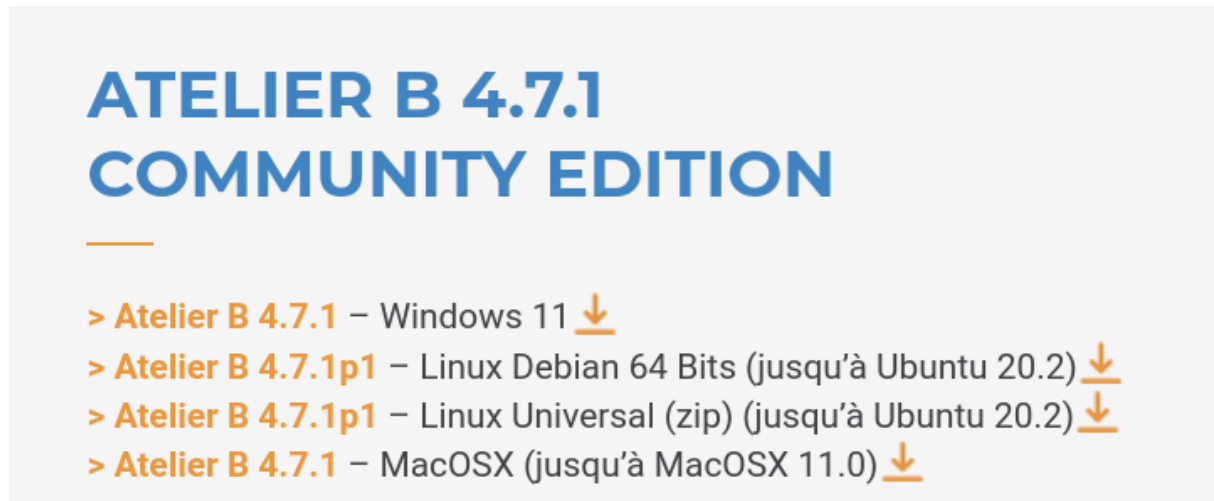 ATELIER B 4.7.1
COMMUNITY EDITION
> Atelier B 4.7.1 – Windows 11
> Atelier B 4.7.1p1 – Linux Debian 64 Bits (jusqu’à Ubuntu 20.2)
> Atelier B 4.7.1p1 – Linux Universal (zip) (jusqu’à Ubuntu 20.2)
> Atelier B 4.7.1 – MacOSX (jusqu’à MacOSX 11.0)